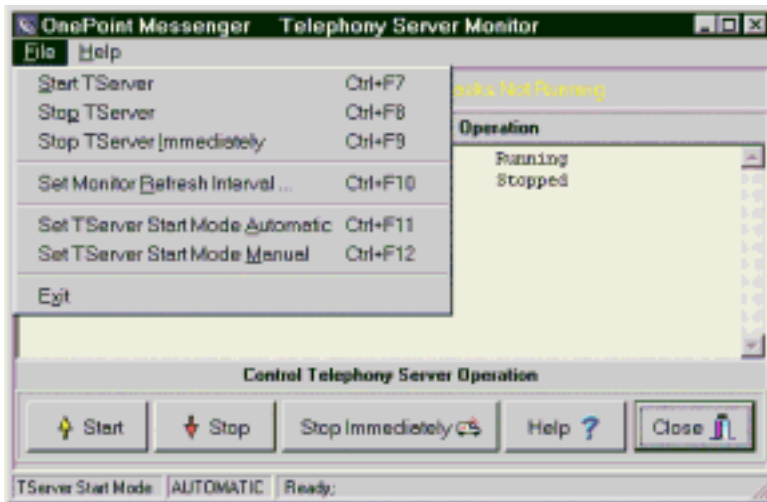 OnePoint Messenger Telephony Server Monitor
File Help
Start TServer Ctrl+F7
Stop TServer Ctrl+F8
Stop TServer Immediately Ctrl+F9
Set Monitor Refresh Interval ... Ctrl+F10
Set TServer Start Mode Automatic Ctrl+F11
Set TServer Start Mode Manual Ctrl+F12
Exit
Not Running
Operation
Running
Stopped
Control Telephony Server Operation
Start Stop Stop Immediately Help ? Close
TServer Start Mode AUTOMATIC Ready;